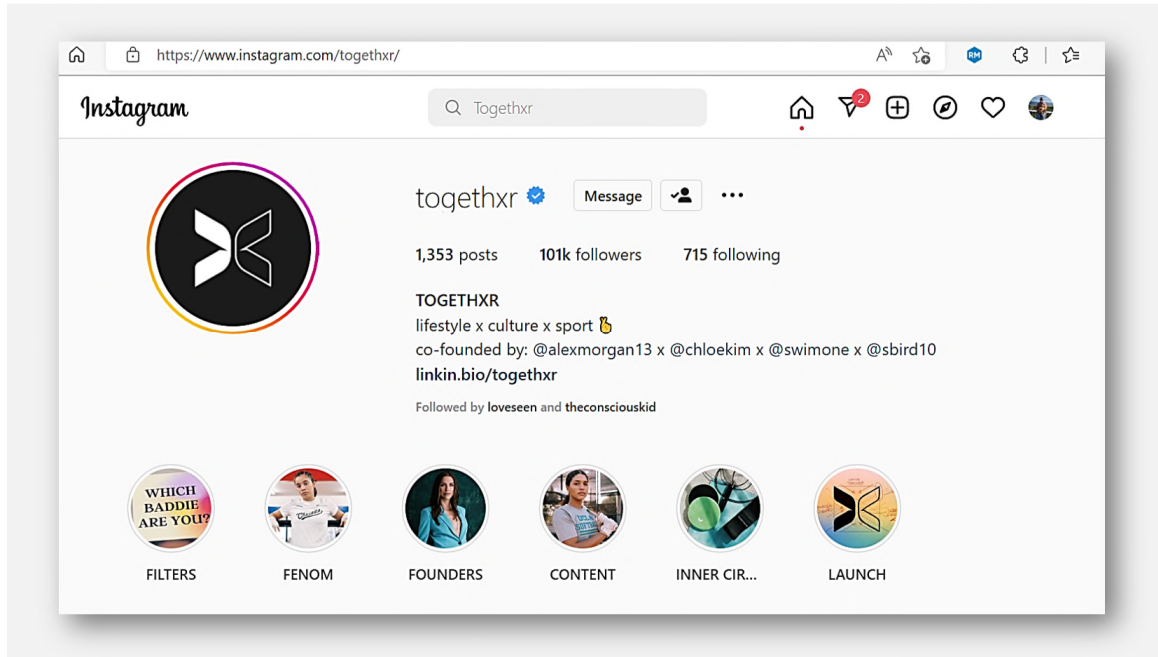 https://www.instagram.com/togethxr/
RM
Instagram
Togethxr
2
togethxr
Message
1,353 posts 101k followers 715 following
TOGETHXR
lifestyle x culture x sport 🫰
co-founded by: @alexmorgan13 x @chloekim x @swimone x @sbird10
linkin.bio/togethxr
Followed by loveseen and theconsciouskid
WHICH
BADDIE
ARE YOU?
FILTERS FENOM FOUNDERS CONTENT INNER CIR... LAUNCH